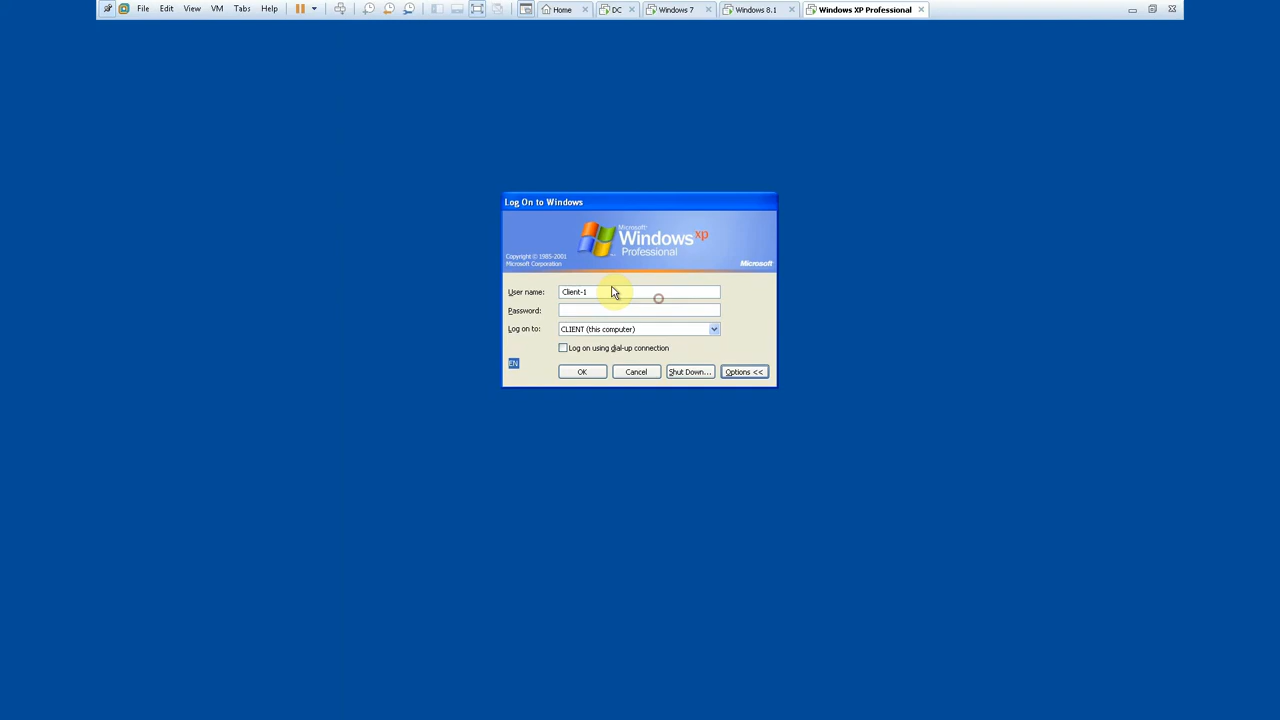 File Edit View VM Tabs Help Home DC Windows 7 Windows 8.1 Windows XP Professional
Log On to Windows
Microsoft
Windows xp
Professional
Copyright © 1985-2001
Microsoft Corporation
Microsoft
User name: Client-1
Password:
Log on to: CLIENT (this computer)
Log on using dial-up connection
EN
OK Cancel Shut Down... Options <<